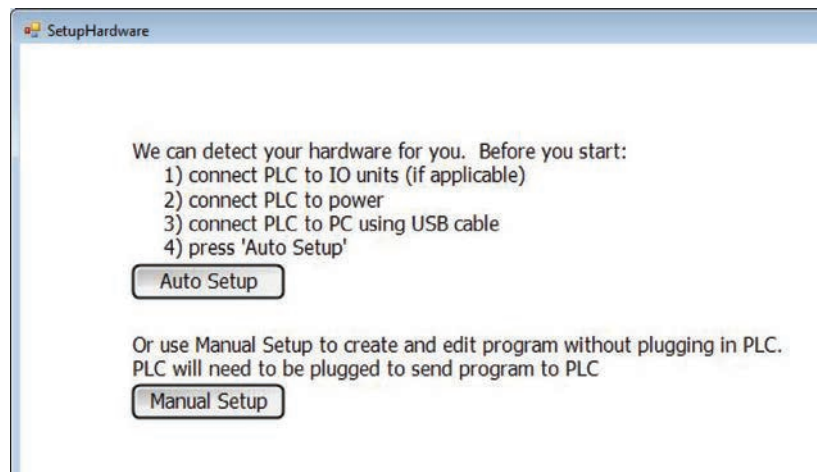 SetupHardware
We can detect your hardware for you.  Before you start:
1) connect PLC to IO units (if applicable)
2) connect PLC to power
3) connect PLC to PC using USB cable
4) press 'Auto Setup'
Auto Setup
Or use Manual Setup to create and edit program without plugging in PLC.
PLC will need to be plugged to send program to PLC
Manual Setup